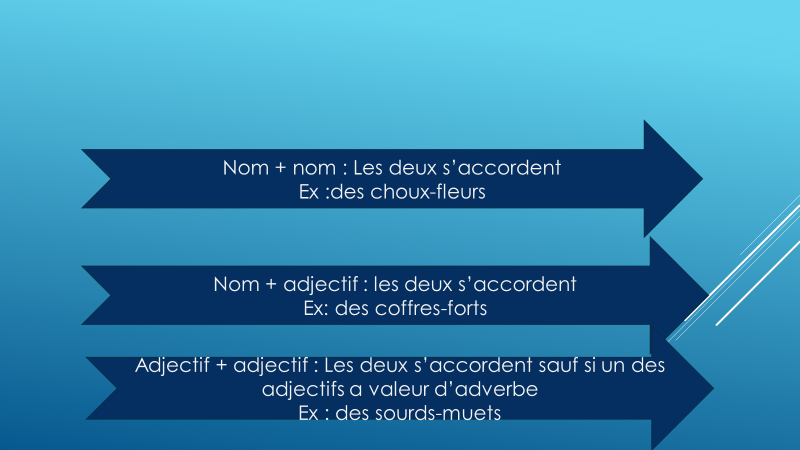 Nom + nom : Les deux s’accordent
Ex :des choux-fleurs
Nom + adjectif : les deux s’accordent
Ex: des coffres-forts
Adjectif + adjectif : Les deux s’accordent sauf si un des
adjectifs a valeur d’adverbe
Ex : des sourds-muets